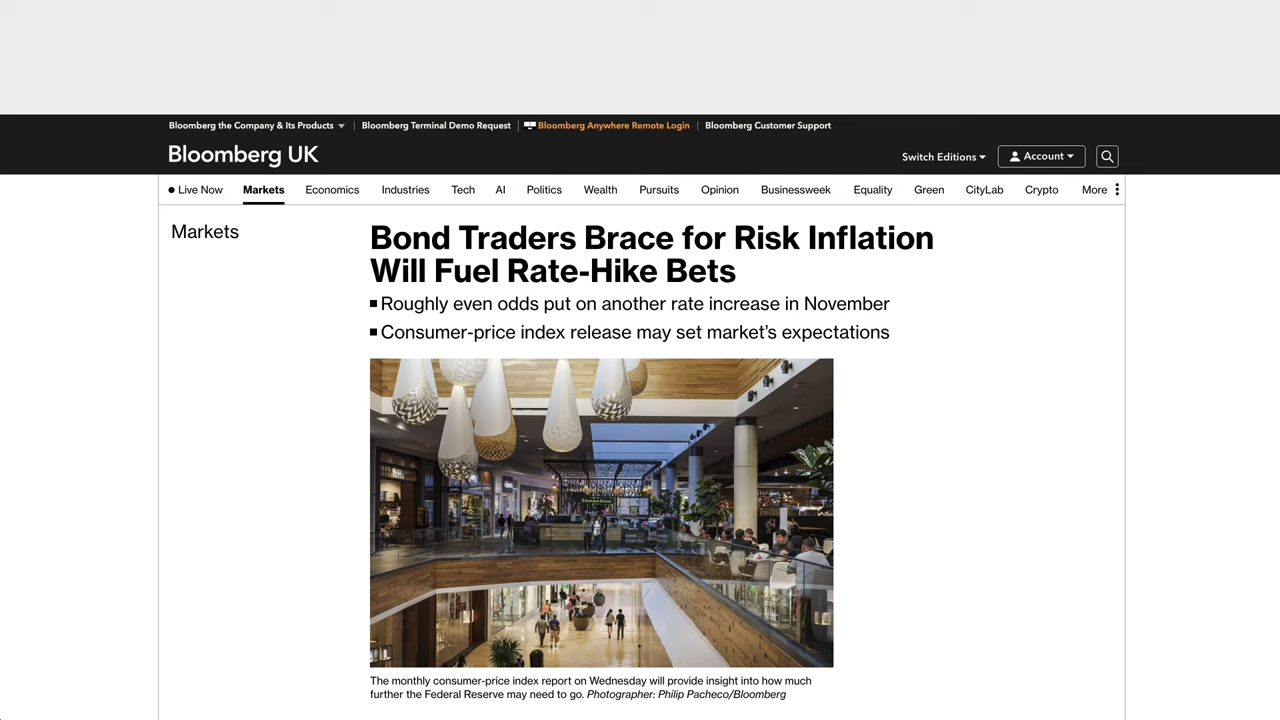 Bloomberg the Company & Its Products
Bloomberg Terminal Demo Request
Bloomberg Anywhere Remote Login
Bloomberg Customer Support
Bloomberg UK
Switch Editions
Account
Live Now
Markets
Economics
Industries
Tech
AI
Politics
Wealth
Pursuits
Opinion
Businessweek
Equality
Green
CityLab
Crypto
More
Markets
Bond Traders Brace for Risk Inflation
Will Fuel Rate-Hike Bets
Roughly even odds put on another rate increase in November
Consumer-price index release may set market’s expectations
The monthly consumer-price index report on Wednesday will provide insight into how much
further the Federal Reserve may need to go. Photographer: Philip Pacheco/Bloomberg